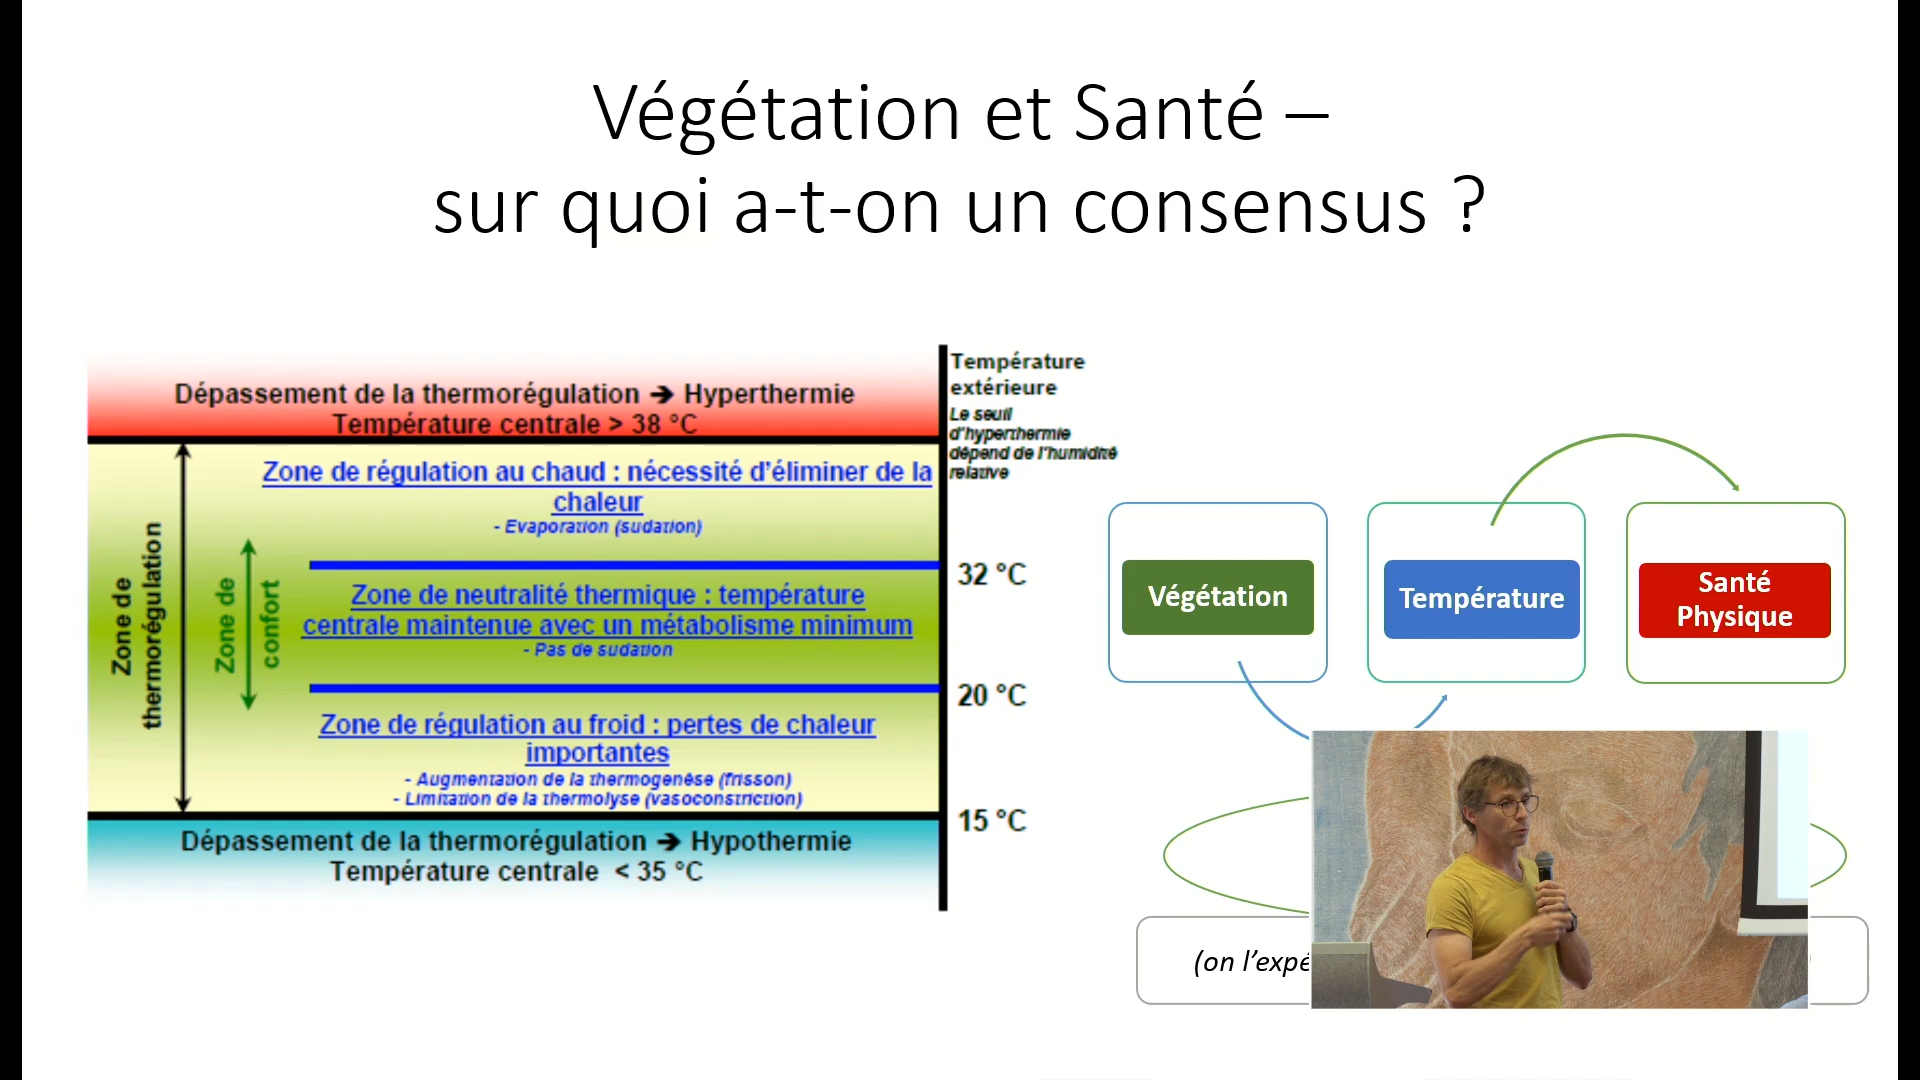 Végétation et Santé –
sur quoi a-t-on un consensus ?
Dépassement de la thermorégulation ➔ Hyperthermie
Température centrale > 38 °C
Zone de
thermorégulation
Zone de
confort
Zone de régulation au chaud : nécessité d'éliminer de la
chaleur
- Evaporation (sudation)
Zone de neutralité thermique : température
centrale maintenue avec un métabolisme minimum
- Pas de sudation
Zone de régulation au froid : pertes de chaleur
importantes
- Augmentation de la thermogenèse (frisson)
- Limitation de la thermolyse (vasoconstriction)
Dépassement de la thermorégulation ➔ Hypothermie
Température centrale < 35 °C
Température
extérieure
Le seuil
d'hyperthermie
dépend de l'humidité
relative
32 °C
20 °C
15 °C
Végétation
Température
Santé
Physique
(on l'expé